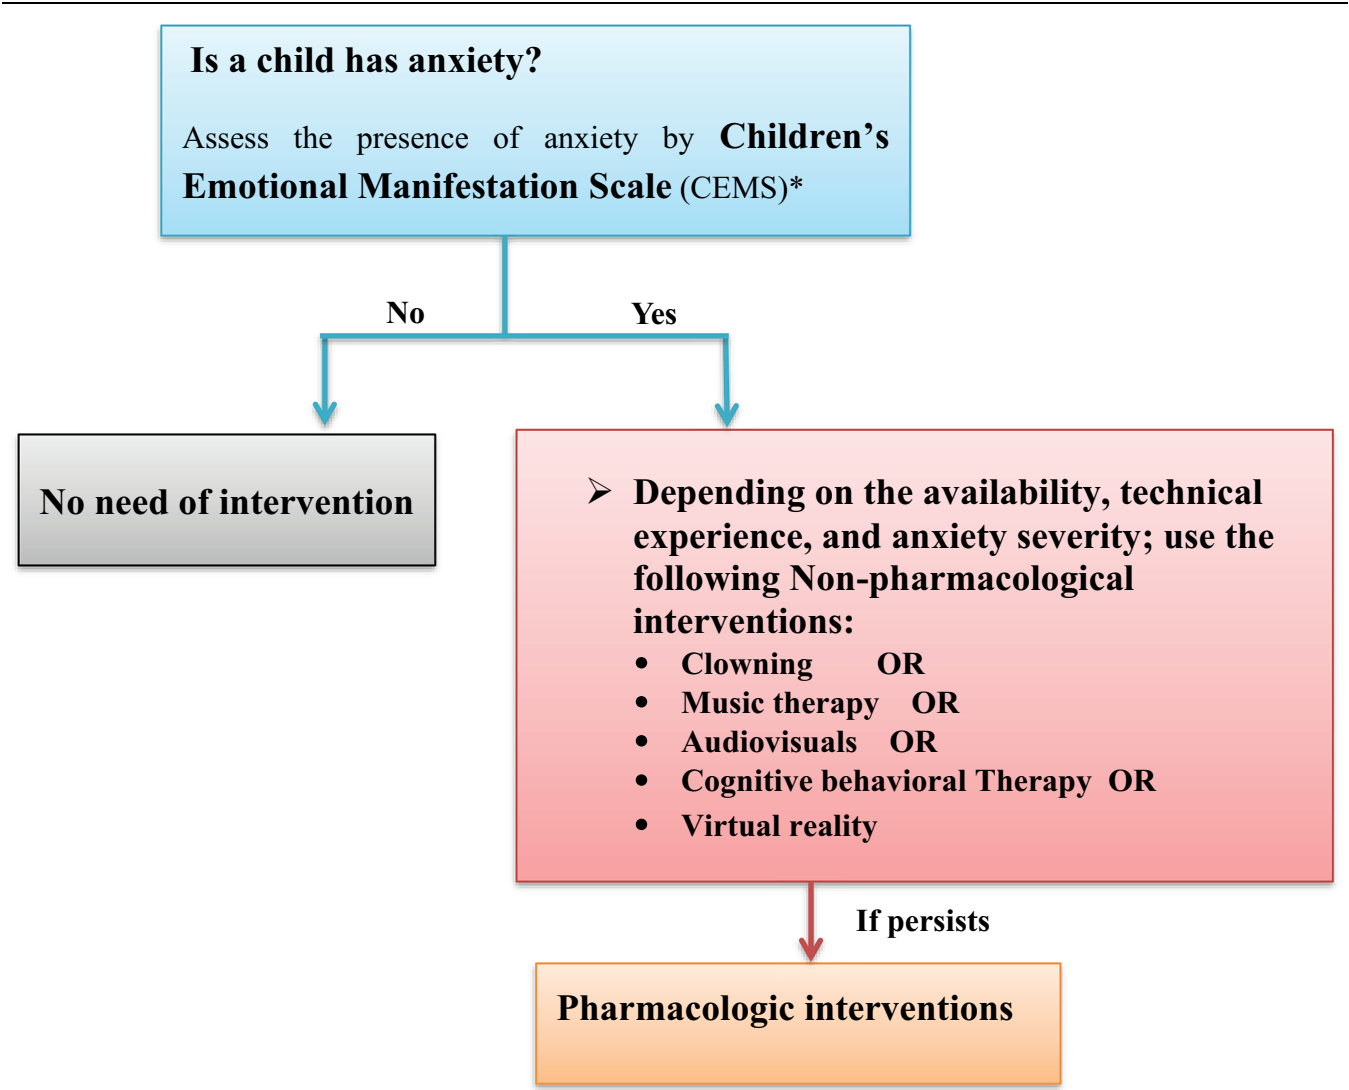 Is a child has anxiety?
Assess the presence of anxiety by Children’s
Emotional Manifestation Scale (CEMS)*
No
Yes
No need of intervention
➢ Depending on the availability, technical
experience, and anxiety severity; use the
following Non-pharmacological
interventions:
• Clowning OR
• Music therapy OR
• Audiovisuals OR
• Cognitive behavioral Therapy OR
• Virtual reality
If persists
Pharmacologic interventions